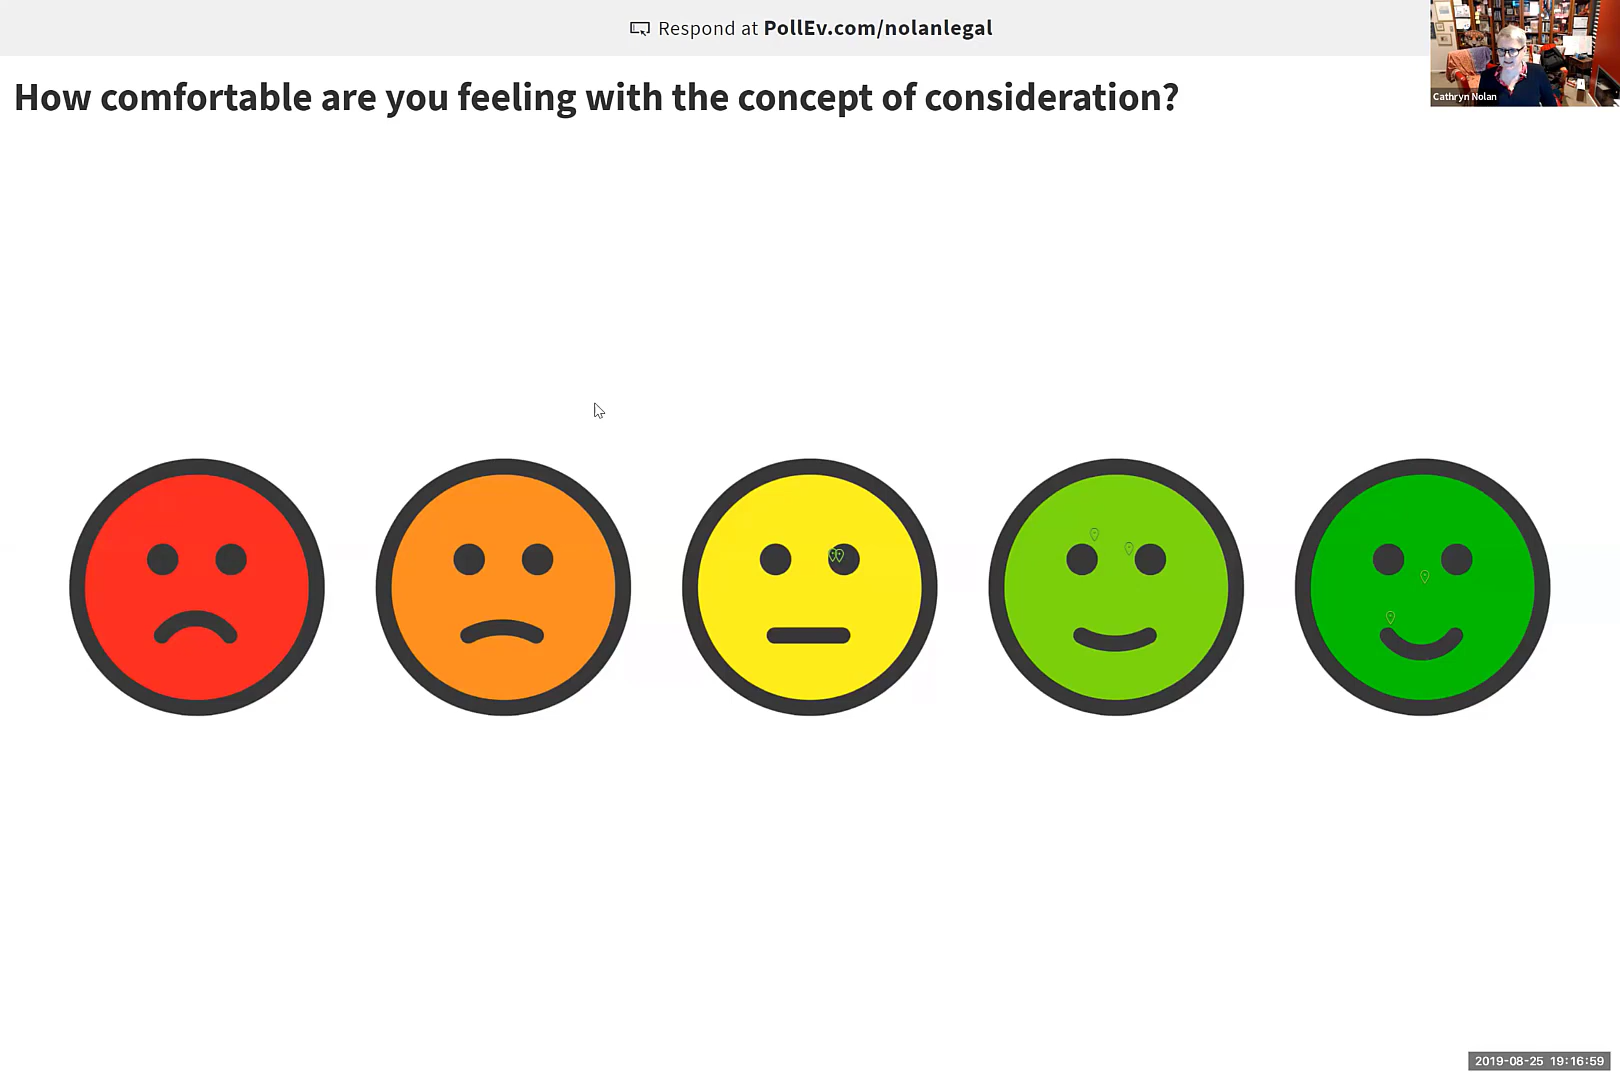 Respond at PollEv.com/nolanlegal
How comfortable are you feeling with the concept of consideration?
Cathryn Nolan
2019-08-25 19:16:59